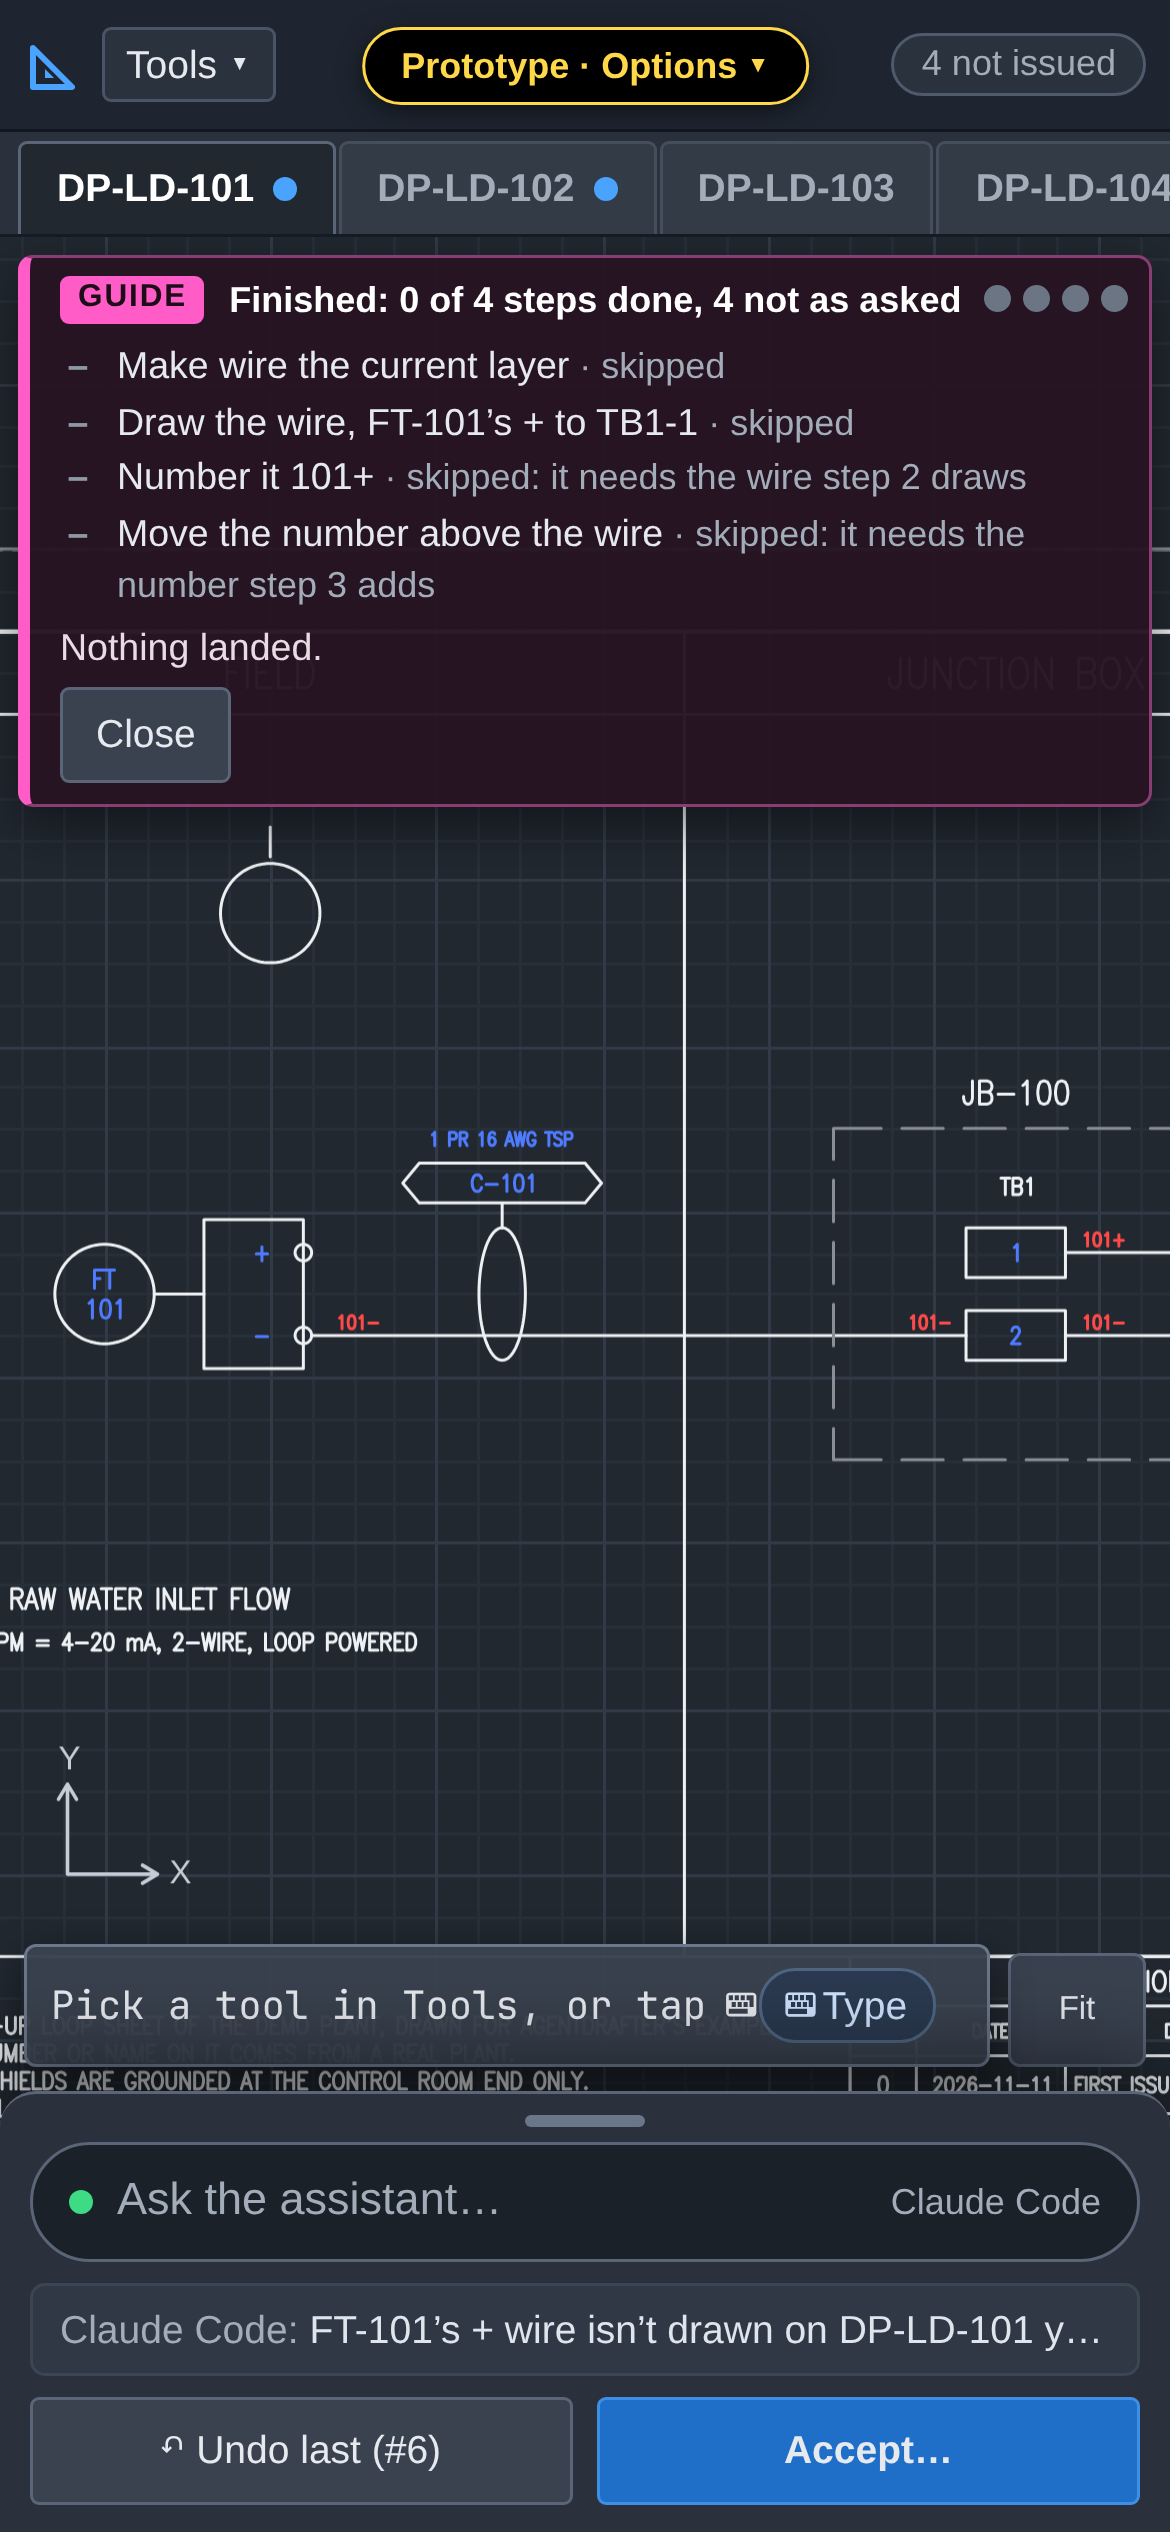 Tools ▼
Prototype · Options ▼
4 not issued
DP-LD-101
DP-LD-102
DP-LD-103
DP-LD-104
GUIDE
Finished: 0 of 4 steps done, 4 not as asked
– Make wire the current layer · skipped
– Draw the wire, FT-101’s + to TB1-1 · skipped
– Number it 101+ · skipped: it needs the wire step 2 draws
– Move the number above the wire · skipped: it needs the
number step 3 adds
Nothing landed.
FIELD
JUNCTION BOX
Close
JB-100
1 PR 16 AWG TSP
C-101
TB1
+
1
101+
FT
101
−
101-
101-
2
101-
RAW WATER INLET FLOW
PM = 4-20 mA, 2-WIRE, LOOP POWERED
Y
X
Pick a tool in Tools, or tap ⌨
⌨ Type
Fit
HIELDS ARE GROUNDED AT THE CONTROL ROOM END ONLY.
0
2026-11-11
FIRST ISSU
Ask the assistant…
Claude Code
Claude Code: FT-101’s + wire isn’t drawn on DP-LD-101 y…
↶ Undo last (#6)
Accept…